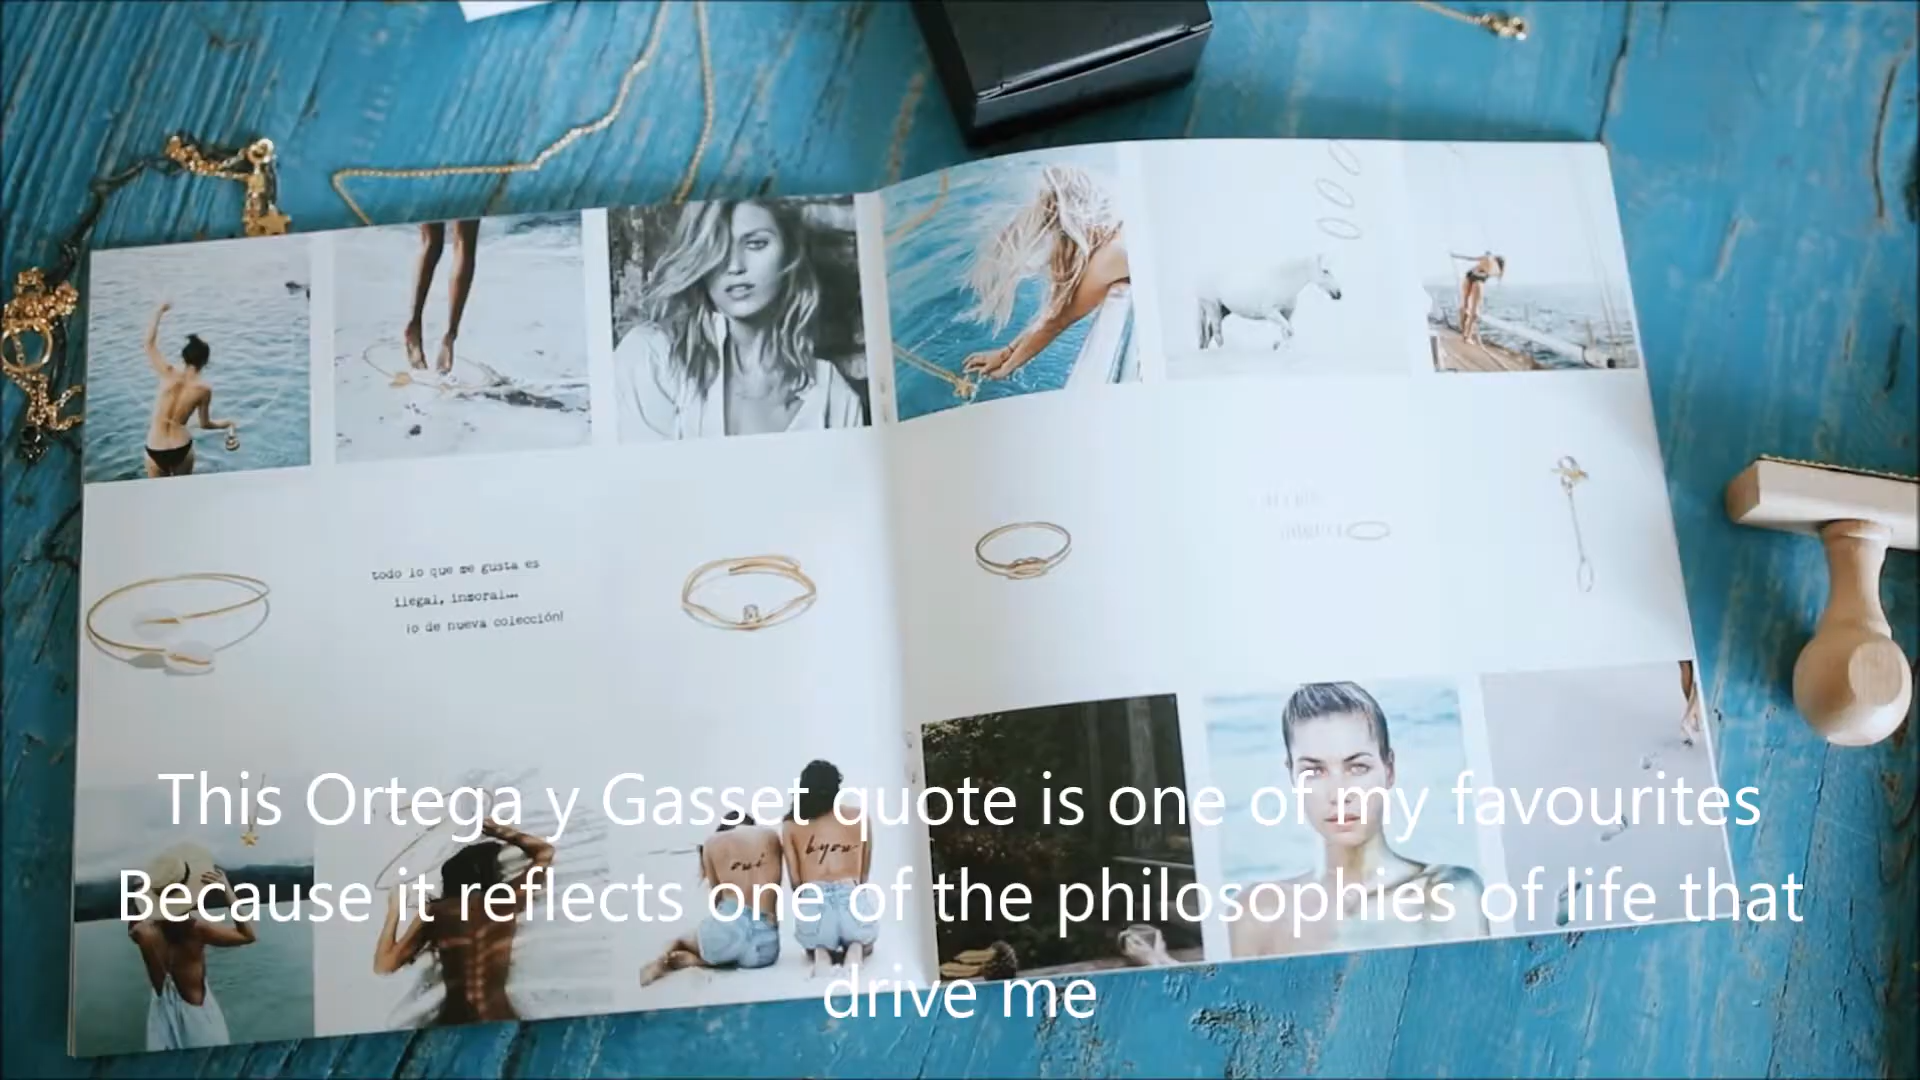 todo lo que me gusta es
ilegal, inmoral...
¡o de nueva colección!
oui
This Ortega y Gasset quote is one of my favourites
Because it reflects one of the philosophies of life that
drive me